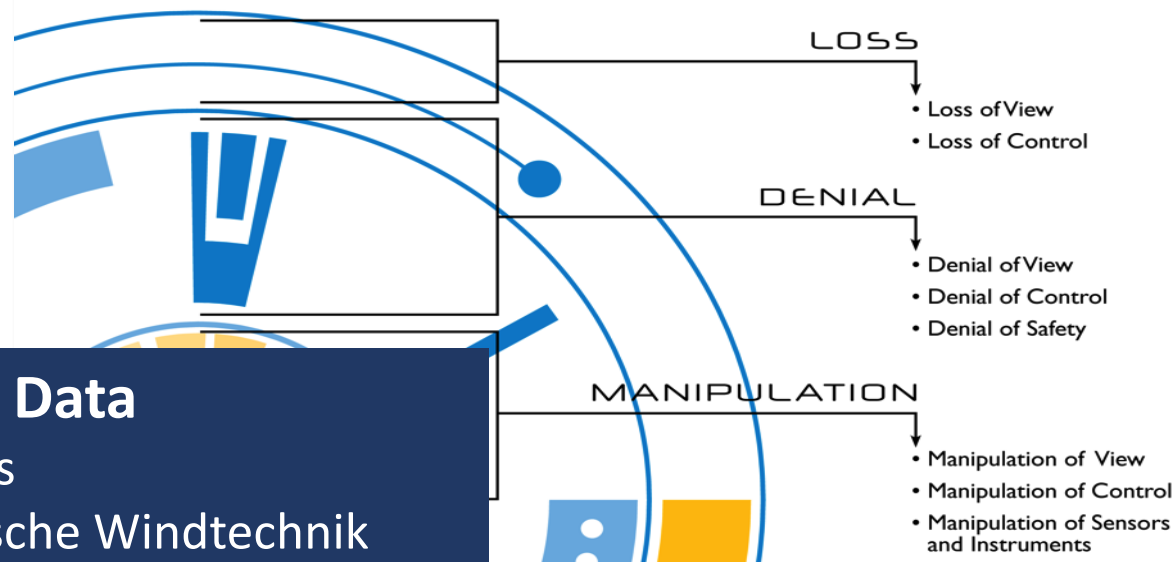 LOSS
• Loss of View
• Loss of Control
DENIAL
• Denial of View
• Denial of Control
• Denial of Safety
MANIPULATION
• Manipulation of View
• Manipulation of Control
• Manipulation of Sensors
and Instruments
Data
s
sche Windtechnik